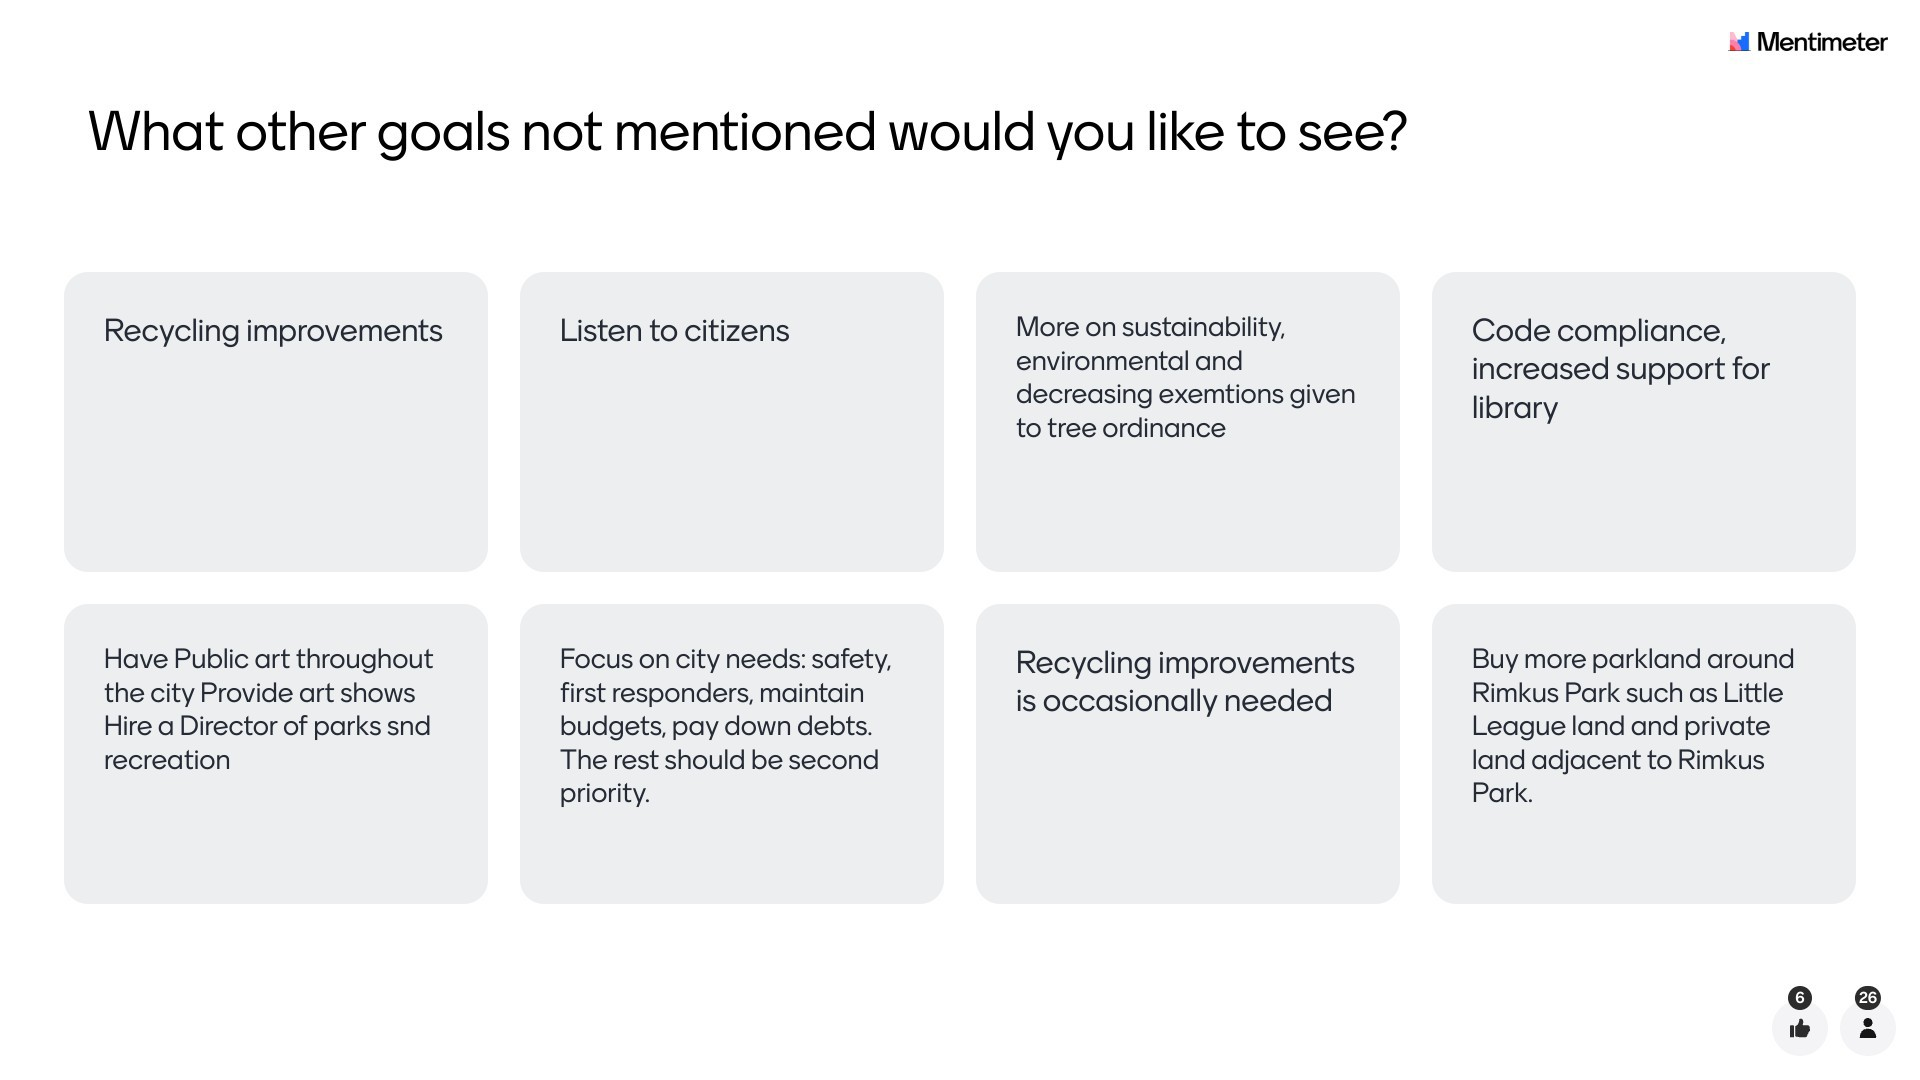 Mentimeter
What other goals not mentioned would you like to see?
Recycling improvements
Listen to citizens
More on sustainability,
environmental and
decreasing exemtions given
to tree ordinance
Code compliance,
increased support for
library
Have Public art throughout
the city Provide art shows
Hire a Director of parks snd
recreation
Focus on city needs: safety,
first responders, maintain
budgets, pay down debts.
The rest should be second
priority.
Recycling improvements
is occasionally needed
Buy more parkland around
Rimkus Park such as Little
League land and private
land adjacent to Rimkus
Park.
6
26